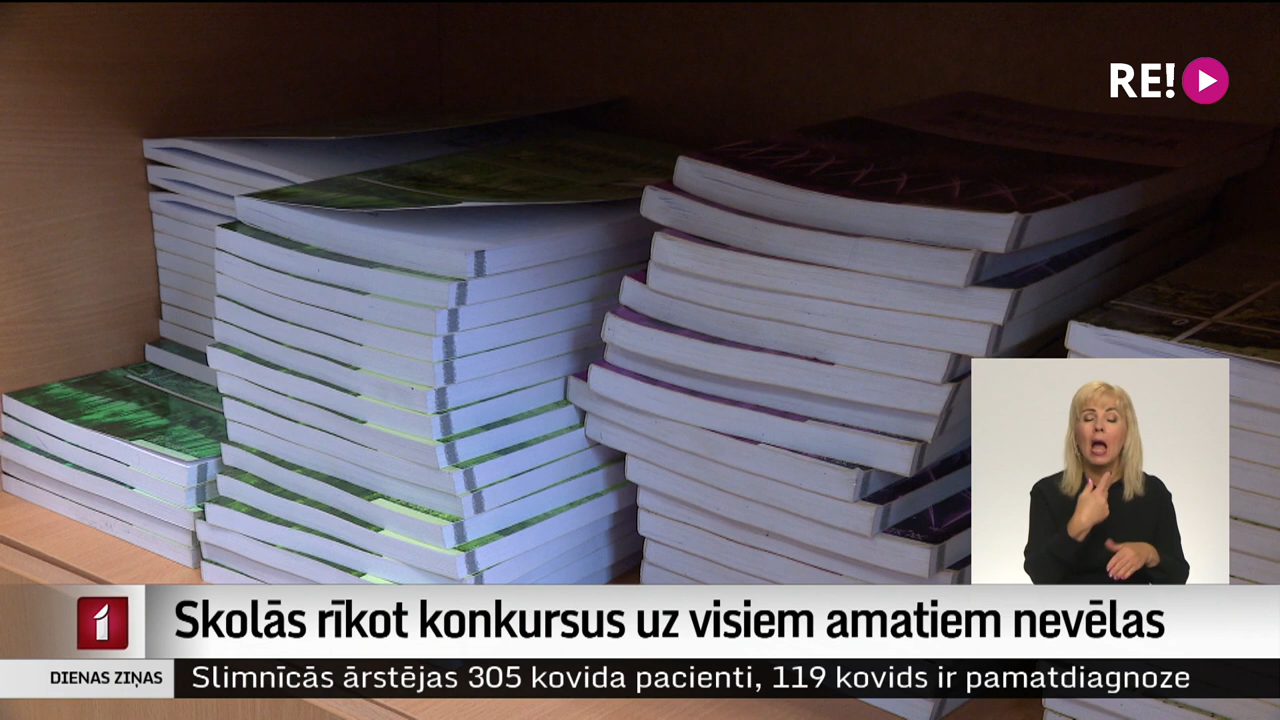 RE!
1
Skolās rīkot konkursus uz visiem amatiem nevēlas
DIENAS ZIŅAS
Slimnīcās ārstējas 305 kovida pacienti, 119 kovids ir pamatdiagnoze